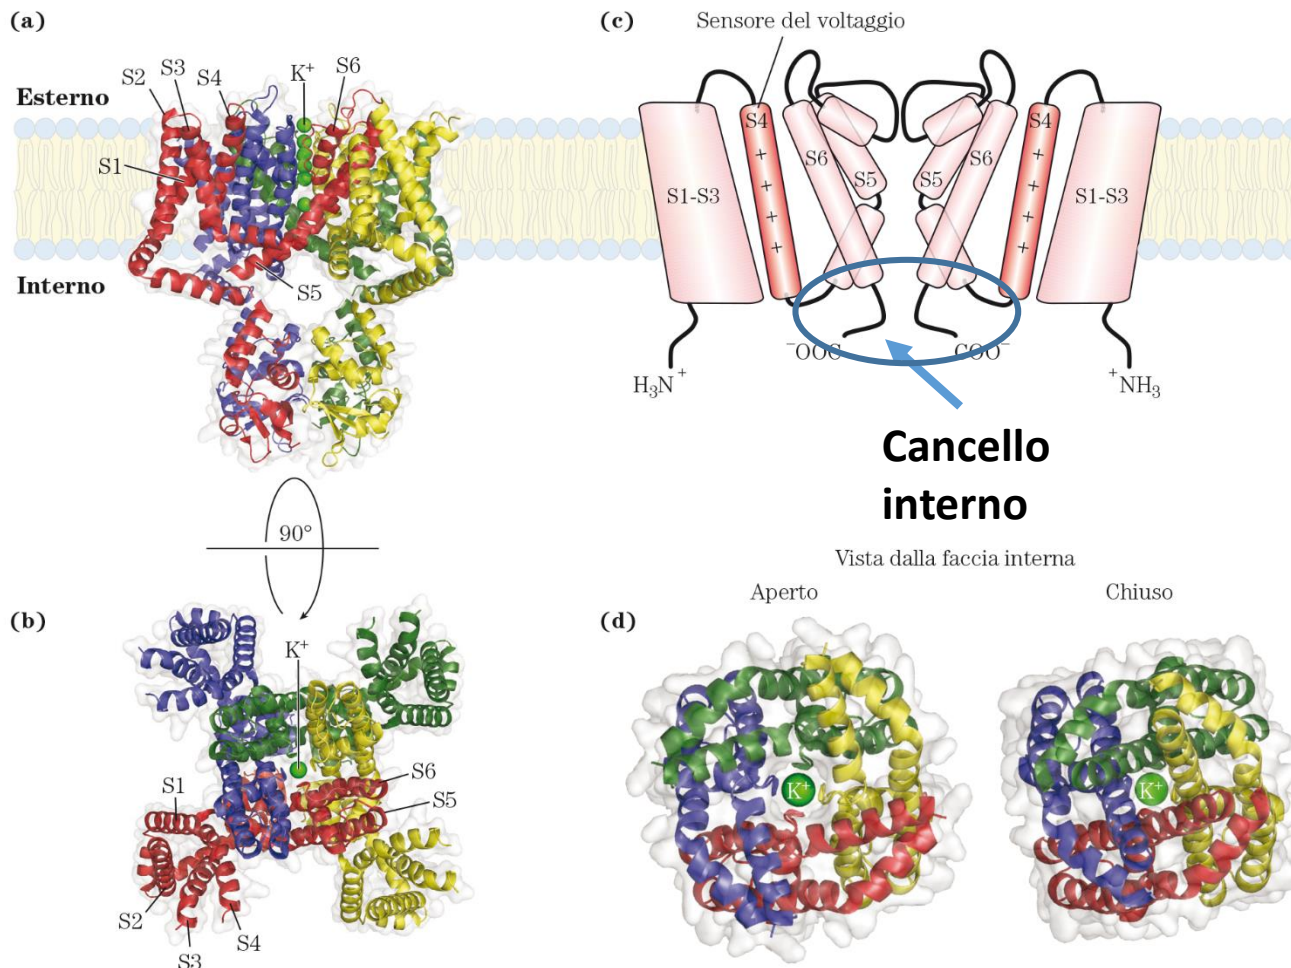 (a)
S2
S3
S4
K+
S6
Esterno
S1
S5
Interno
90°
(b)
K+
S1
S6
S5
S2
S3
S4
(c)
Sensore del voltaggio
S4
+
+
+
+
S6
S5
S1-S3
S5
S6
S4
+
+
+
+
S1-S3
⁻OOC
COO⁻
H₃N⁺
⁺NH₃
Cancello
interno
Vista dalla faccia interna
Aperto
Chiuso
(d)
K+
K+